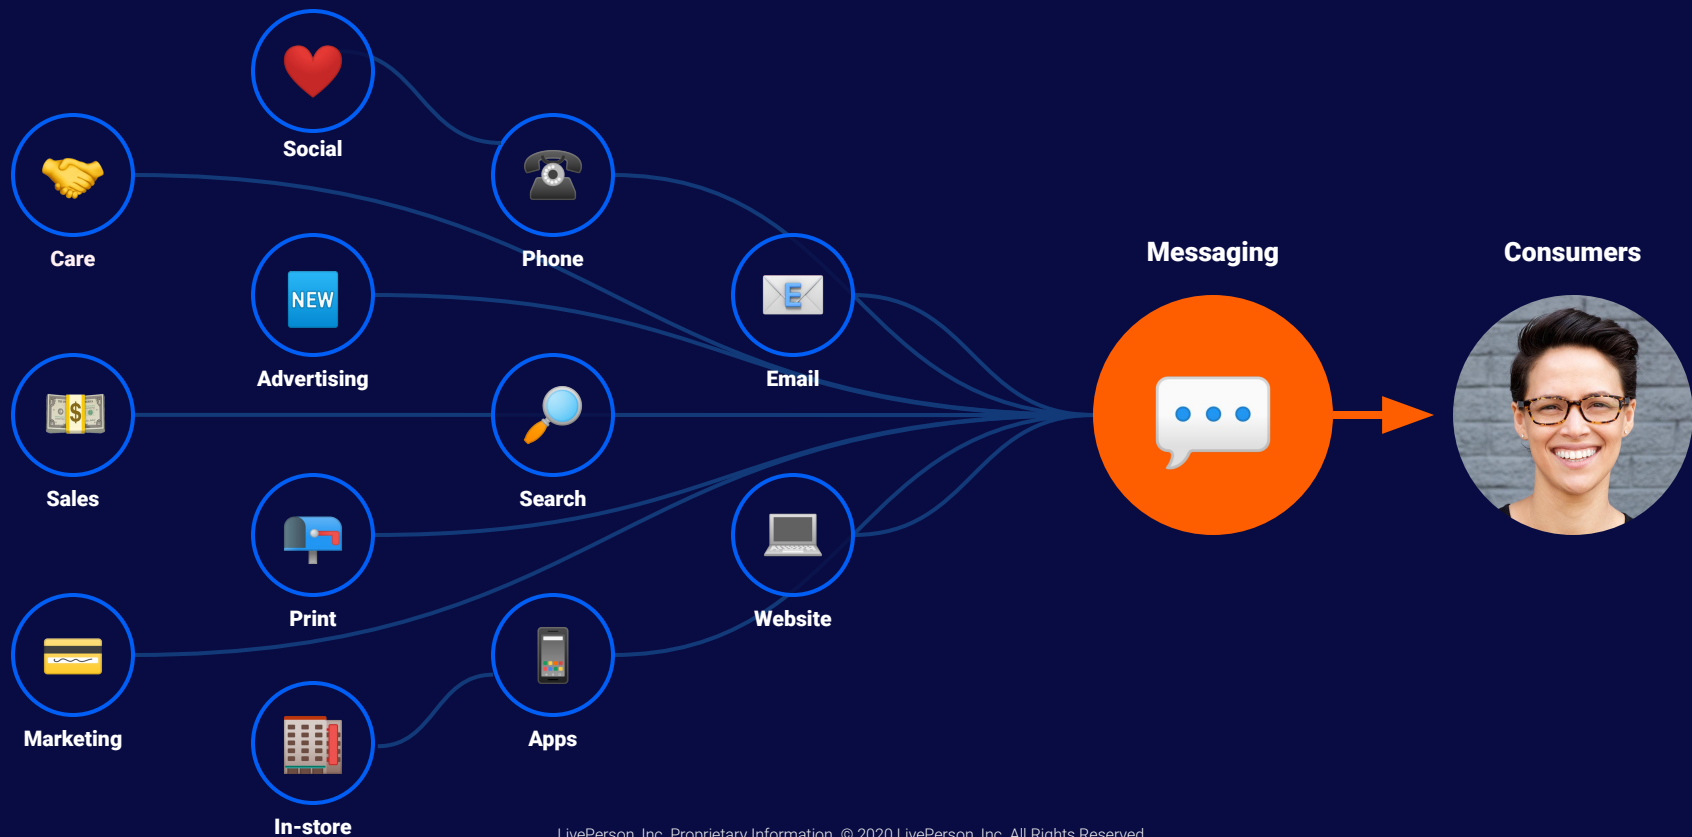 Social
Care
Phone
Messaging
Consumers
NEW
E
Advertising
Email
$
Sales
Search
Print
Website
Marketing
Apps
In-store
LivePerson, Inc. Proprietary Information. © 2020 LivePerson, Inc. All Rights Reserved